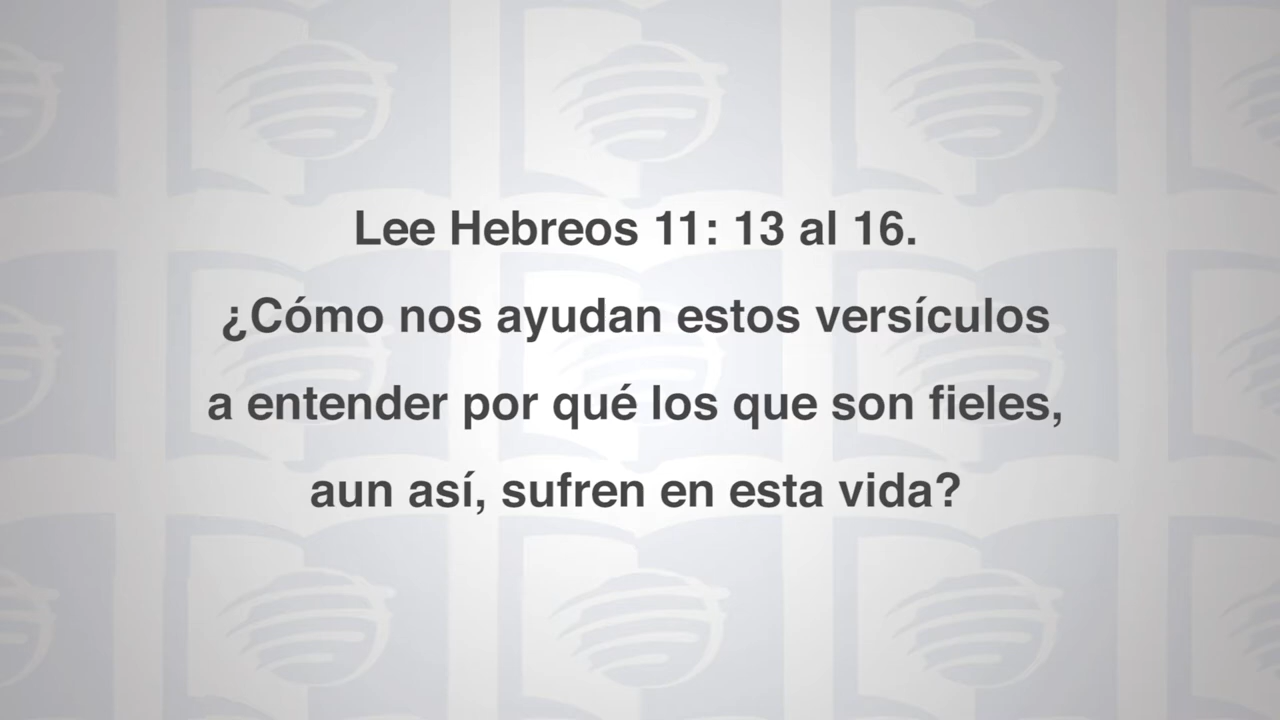 Lee Hebreos 11: 13 al 16.
¿Cómo nos ayudan estos versículos
a entender por qué los que son fieles,
aun así, sufren en esta vida?